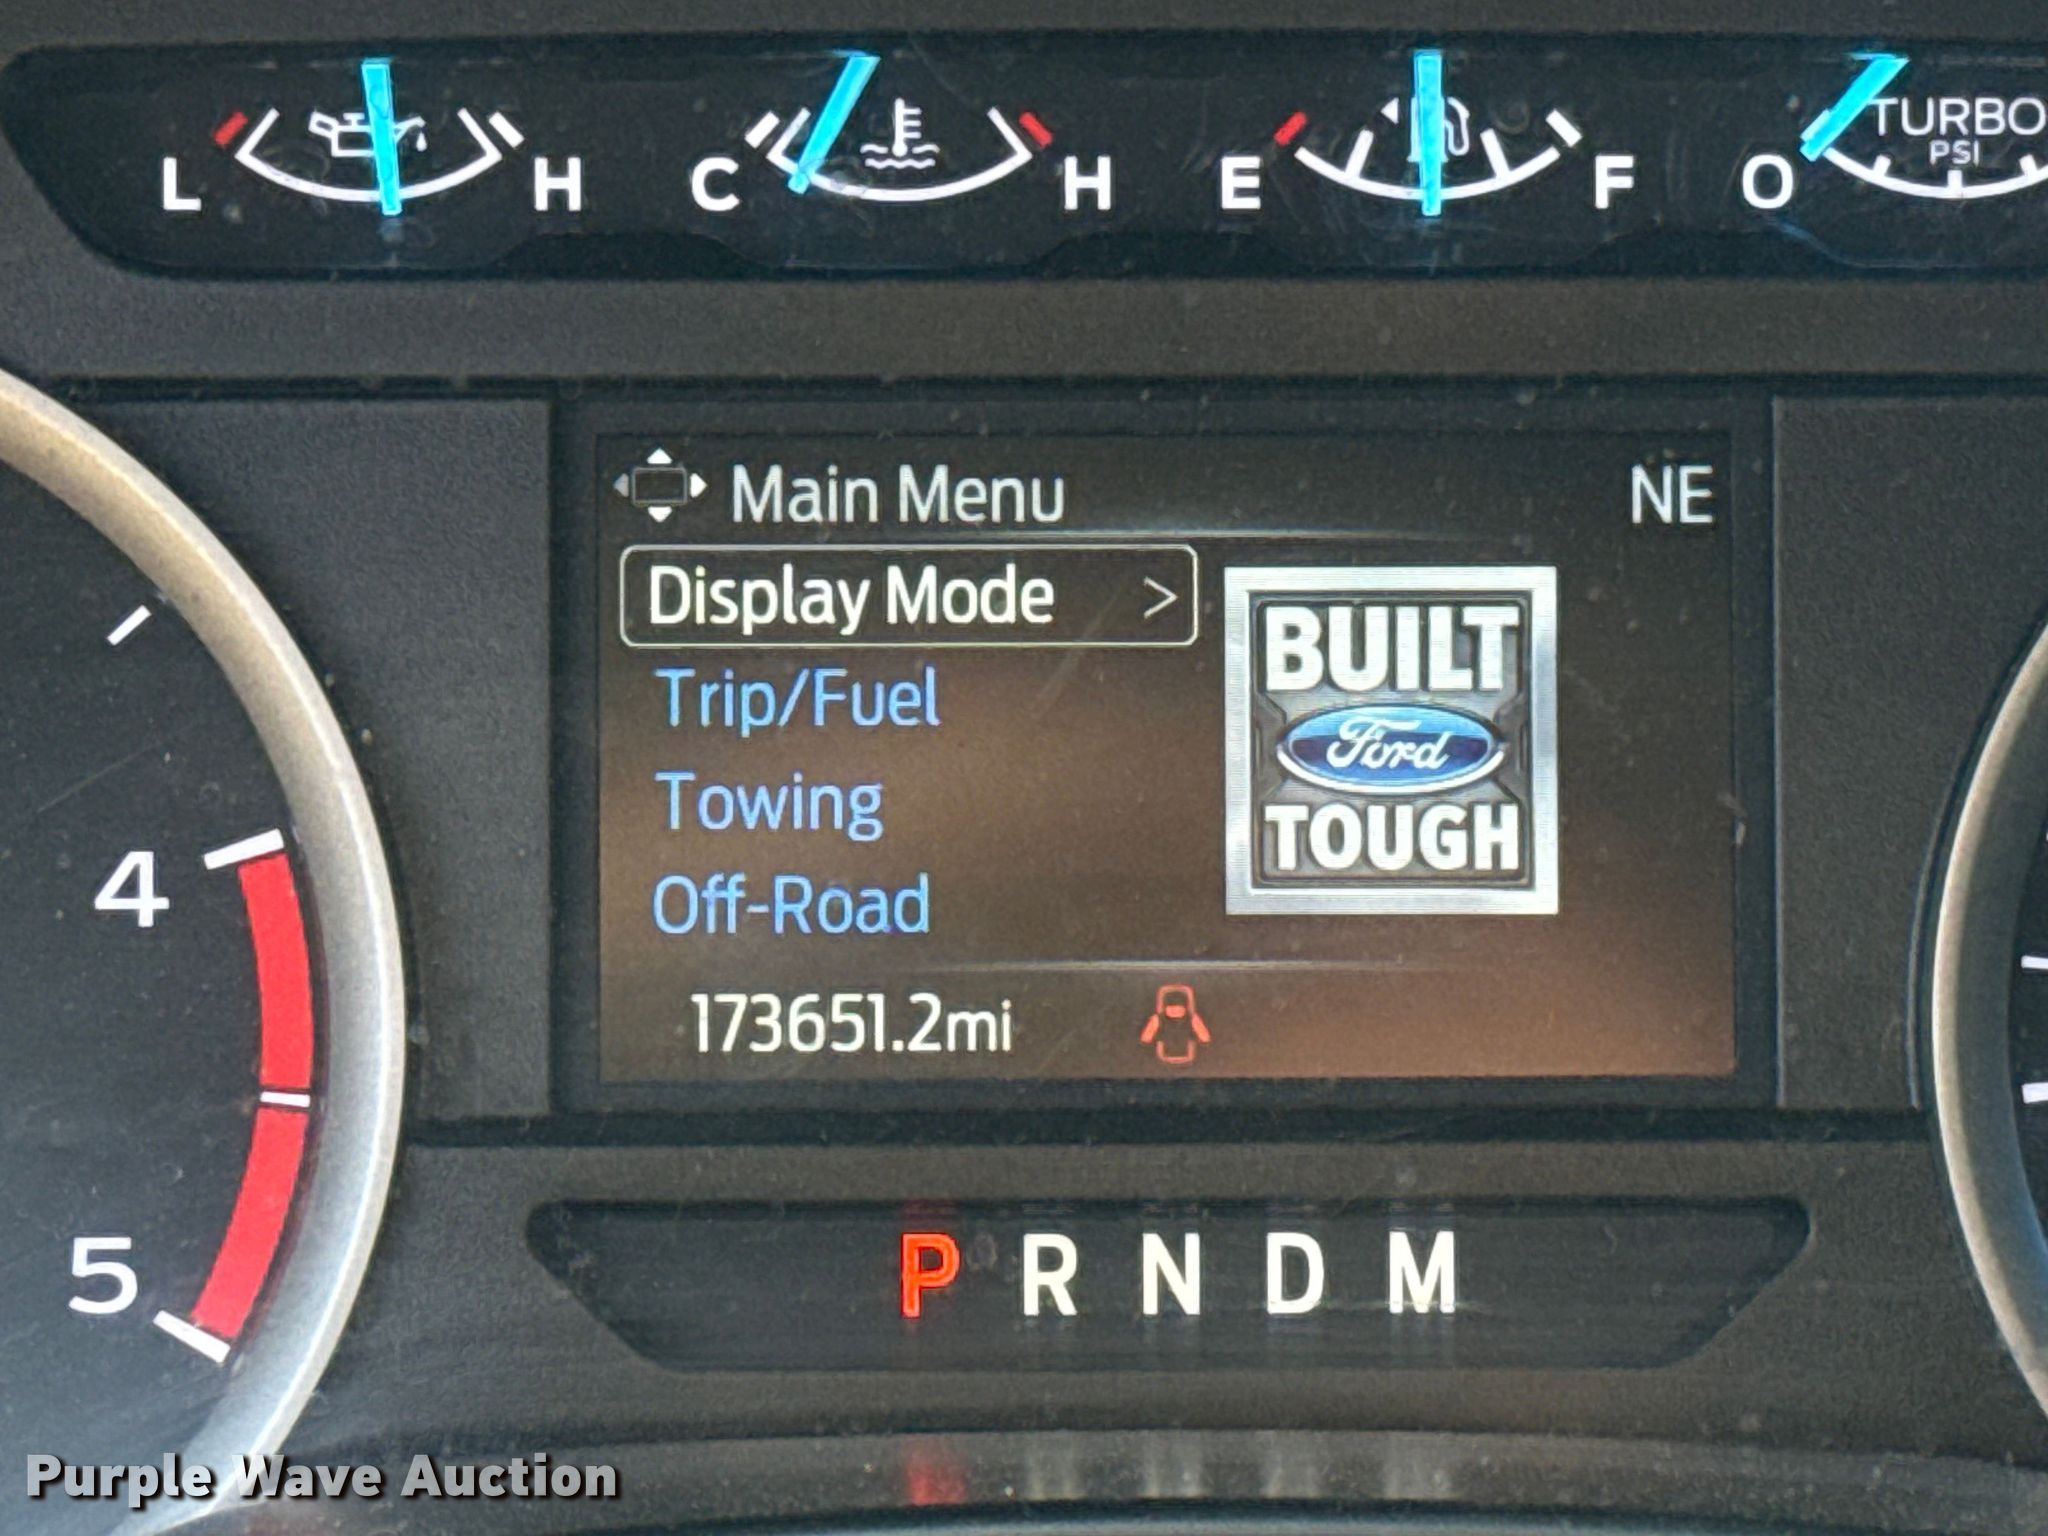 L H C H E F O TURBO
PSI
Main Menu NE
Display Mode >
Trip/Fuel
Towing
Off-Road
BUILT
Ford
TOUGH
173651.2mi
4
5
P R N D M
Purple Wave Auction